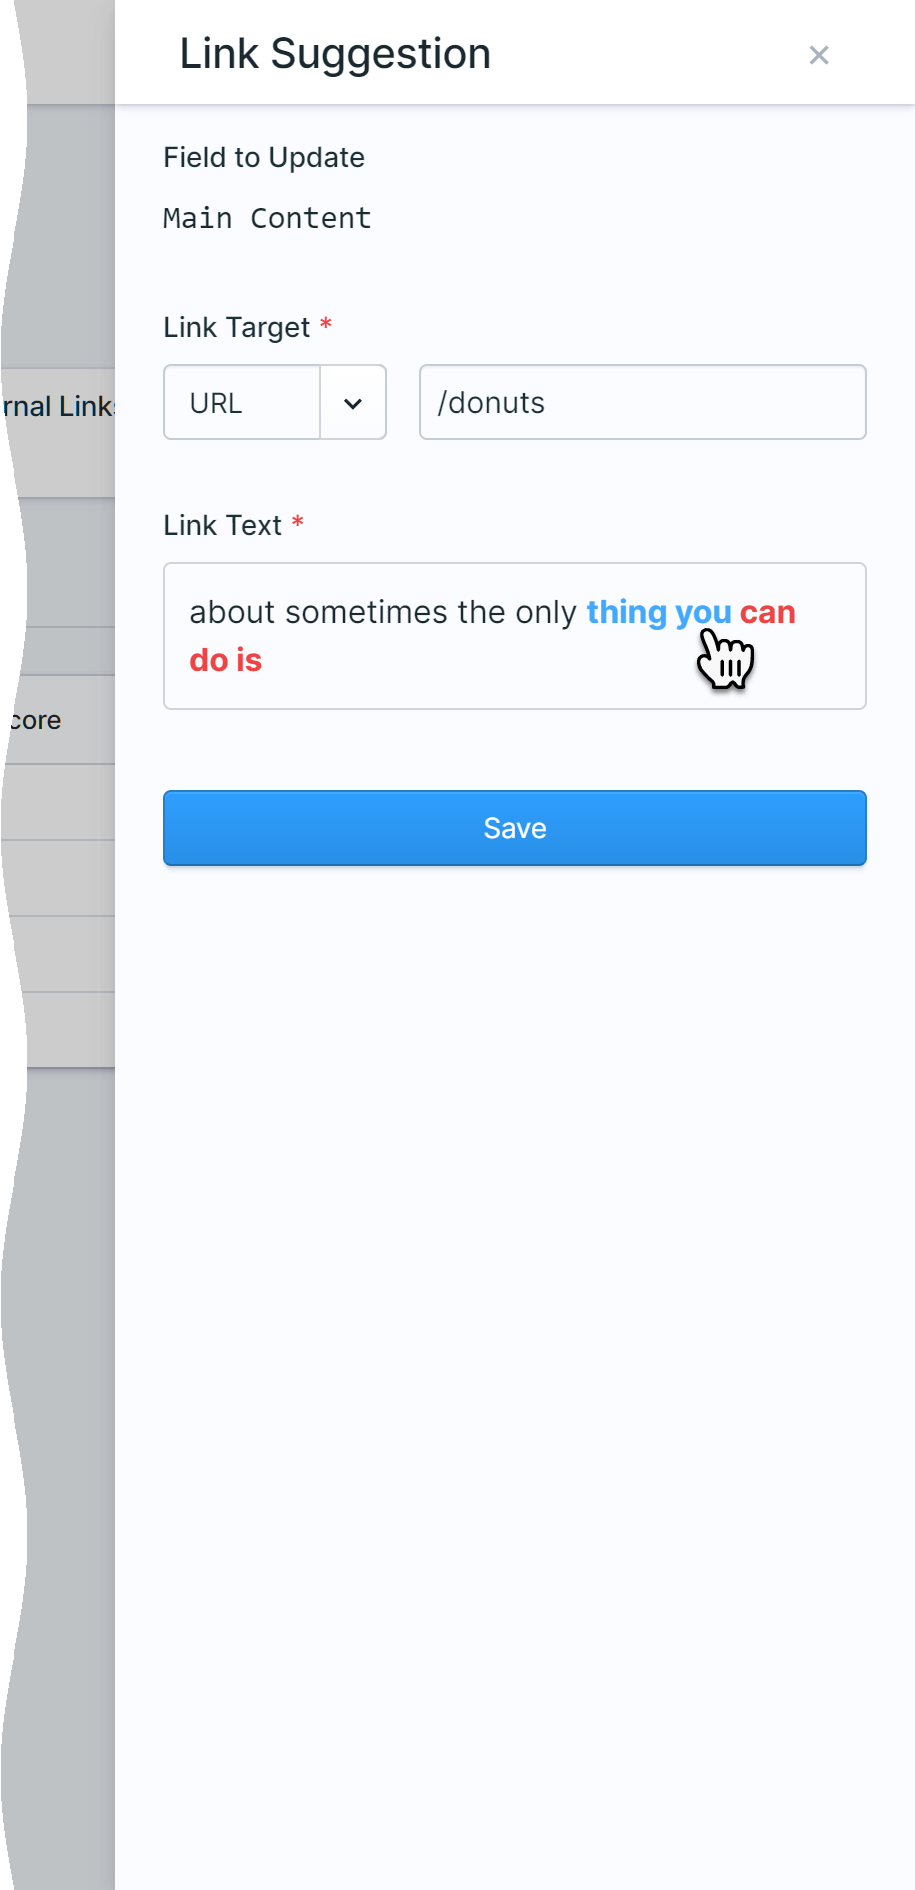 Link Suggestion
×
Field to Update
Main Content
Link Target *
URL
/donuts
rnal Links
Link Text *
about sometimes the only thing you can
do is
core
Save